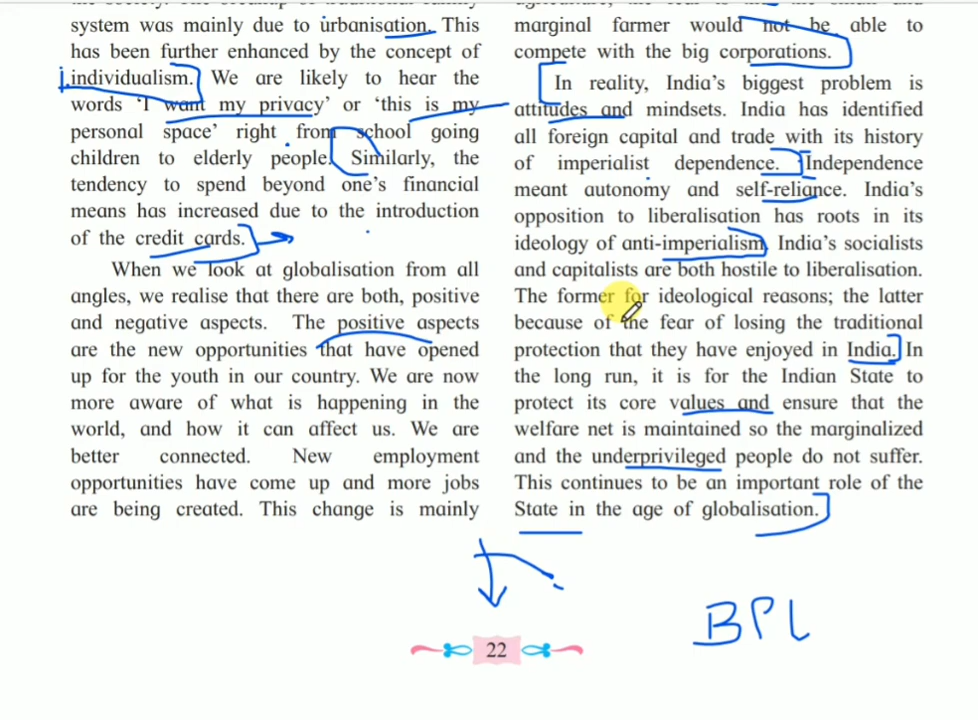 system was mainly due to urbanisation. This
has been further enhanced by the concept of
individualism. We are likely to hear the
words ‘I want my privacy’ or ‘this is my
personal space’ right from school going
children to elderly people. Similarly, the
tendency to spend beyond one’s financial
means has increased due to the introduction
of the credit cards.
When we look at globalisation from all
angles, we realise that there are both, positive
and negative aspects. The positive aspects
are the new opportunities that have opened
up for the youth in our country. We are now
more aware of what is happening in the
world, and how it can affect us. We are
better connected. New employment
opportunities have come up and more jobs
are being created. This change is mainly
marginal farmer would not be able to
compete with the big corporations.
In reality, India’s biggest problem is
attitudes and mindsets. India has identified
all foreign capital and trade with its history
of imperialist dependence. Independence
meant autonomy and self-reliance. India’s
opposition to liberalisation has roots in its
ideology of anti-imperialism. India’s socialists
and capitalists are both hostile to liberalisation.
The former for ideological reasons; the latter
because of the fear of losing the traditional
protection that they have enjoyed in India. In
the long run, it is for the Indian State to
protect its core values and ensure that the
welfare net is maintained so the marginalized
and the underprivileged people do not suffer.
This continues to be an important role of the
State in the age of globalisation.
BPL
22